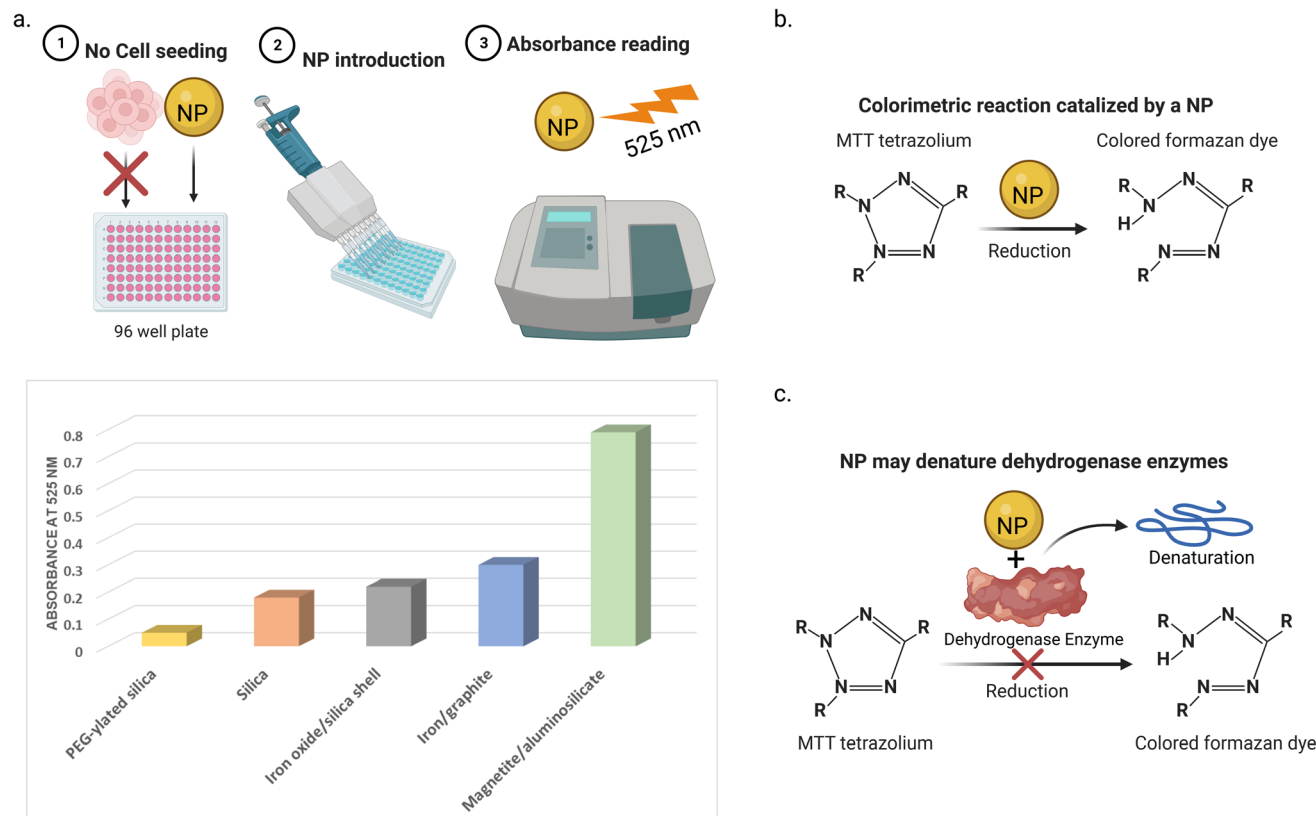 a.
1 No Cell seeding
NP
96 well plate
2 NP introduction
3 Absorbance reading
NP
525 nm
ABSORBANCE AT 525 NM
0.8
0.7
0.6
0.5
0.4
0.3
0.2
0.1
0
PEG-ylated silica
Silica
Iron oxide/silica shell
Iron/graphite
Magnetite/aluminosilicate
b.
Colorimetric reaction catalized by a NP
MTT tetrazolium
Colored formazan dye
R N R N N N R
NP
Reduction
R N R N H N N R
c.
NP may denature dehydrogenase enzymes
NP
+
Denaturation
Dehydrogenase Enzyme
R N R N N N R
Reduction
R N R N H N N R
MTT tetrazolium
Colored formazan dye